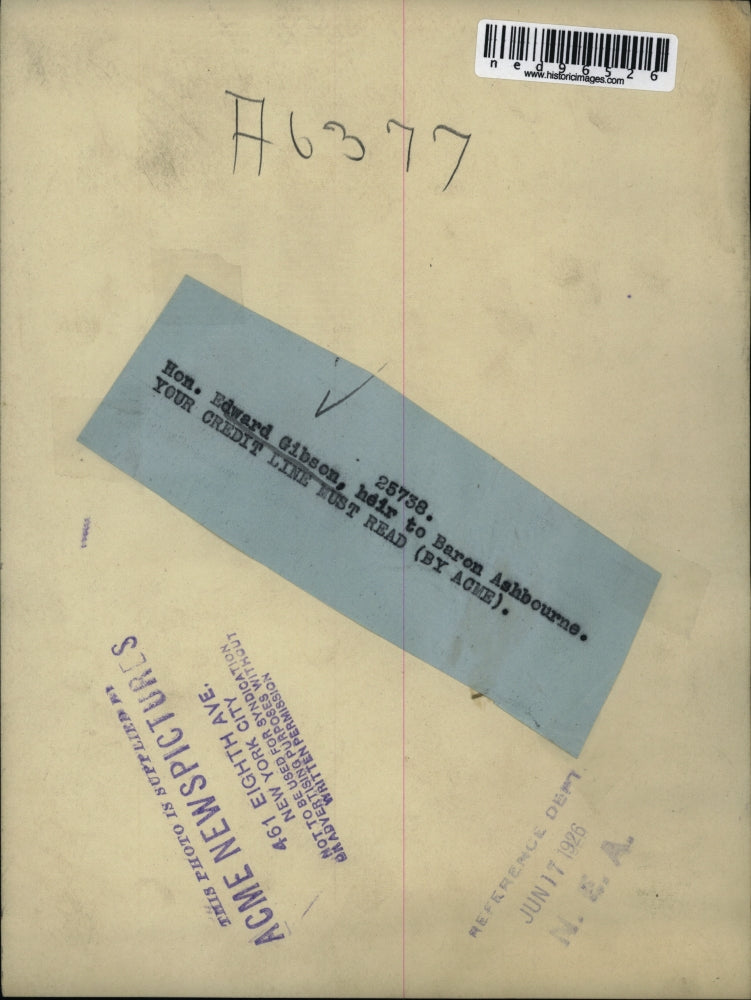 ned96526
www.historicimages.com
A6377
25738.
Hon. Edward Gibson, heir to Baron Ashbourne.
YOUR CREDIT LINE MUST READ (BY ACME).
THIS PHOTO IS SUPPLIED BY
ACME NEWSPICTURES
461 EIGHTH AVE.
NEW YORK CITY
NOT TO BE USED FOR SYNDICATION
OR ADVERTISING PURPOSES WITHOUT
WRITTEN PERMISSION
REFERENCE DEPT
JUN 17 1926
N. E. A.